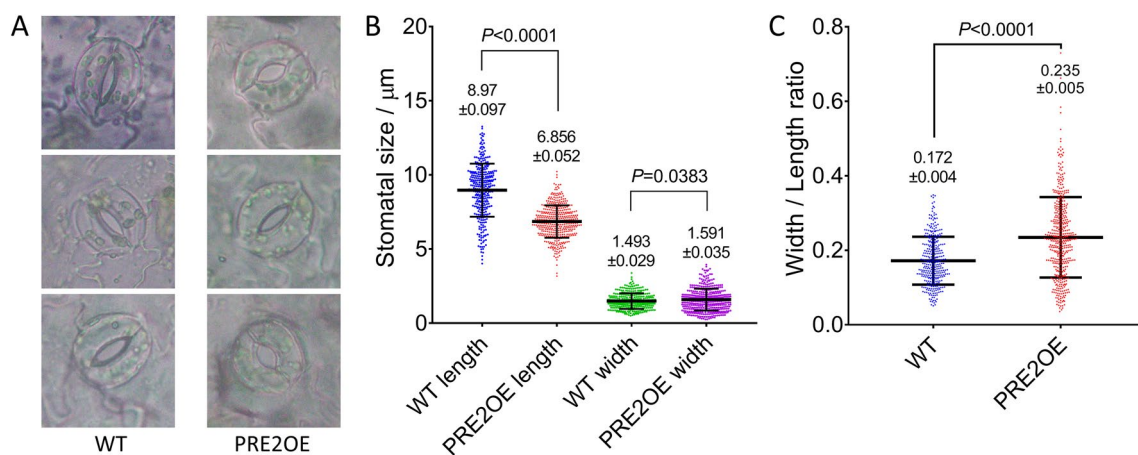 A
WT
PRE2OE
B
Stomatal size / μm
20
15
10
5
0
P<0.0001
8.97
±0.097
6.856
±0.052
P=0.0383
1.493
±0.029
1.591
±0.035
WT length
PRE2OE length
WT width
PRE2OE width
C
Width / Length ratio
0.8
0.6
0.4
0.2
0.0
P<0.0001
0.172
±0.004
0.235
±0.005
WT
PRE2OE